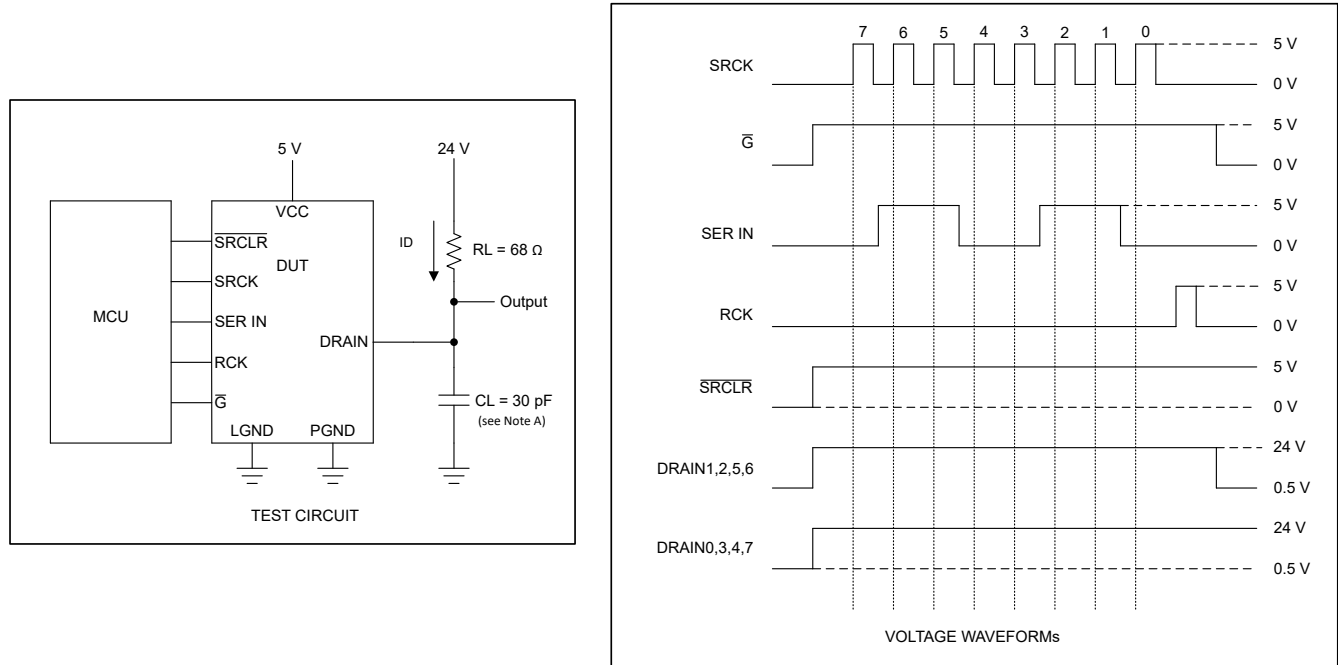 5 V
24 V
VCC
SRCLR
DUT
SRCK
SER IN
RCK
G
MCU
DRAIN
LGND
PGND
ID
RL = 68 Ω
Output
CL = 30 pF
(see Note A)
TEST CIRCUIT
7 6 5 4 3 2 1 0
SRCK
5 V
0 V
G
5 V
0 V
SER IN
5 V
0 V
RCK
5 V
0 V
SRCLR
5 V
0 V
DRAIN1,2,5,6
24 V
0.5 V
DRAIN0,3,4,7
24 V
0.5 V
VOLTAGE WAVEFORMs